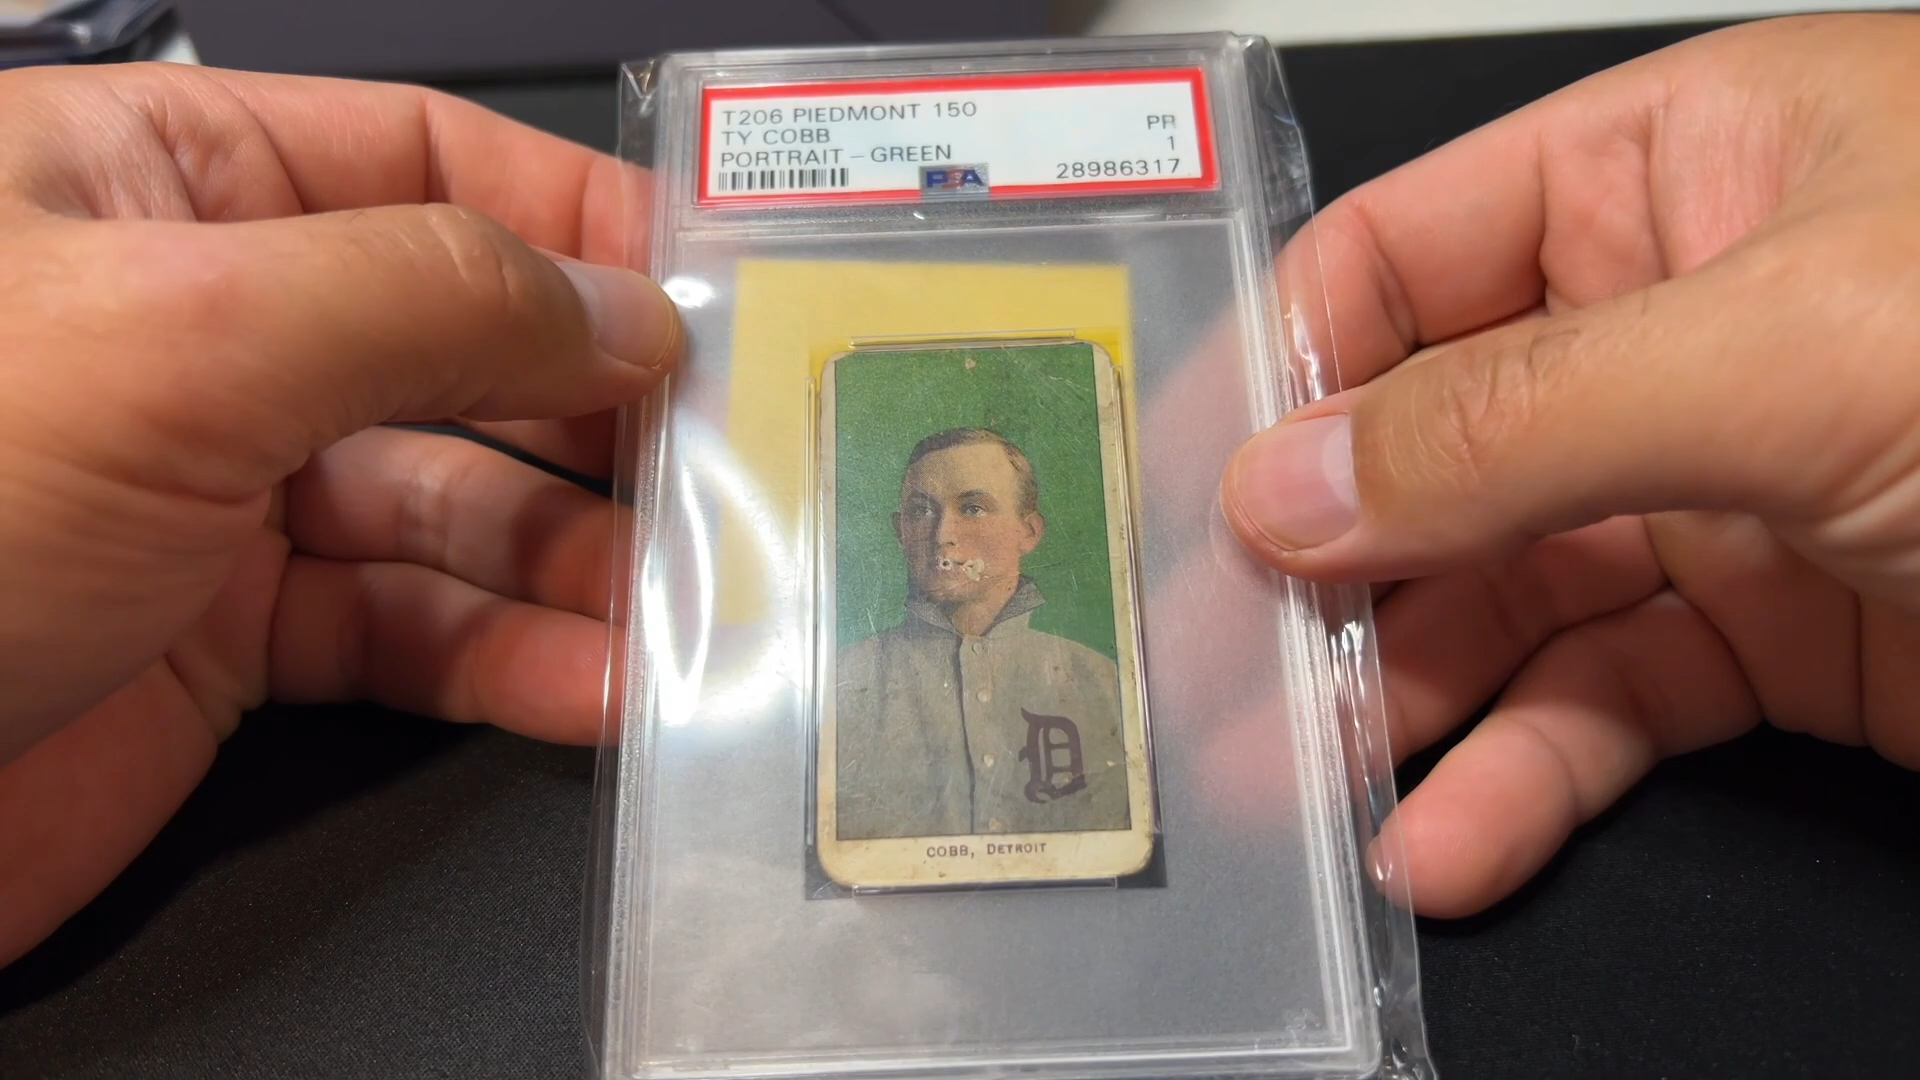 T206 PIEDMONT 150
TY COBB
PORTRAIT – GREEN
PR
1
28986317
PSA
D
COBB, DETROIT